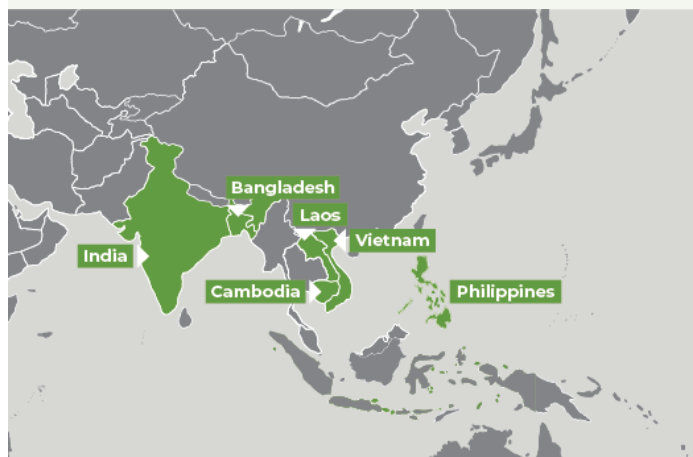 Bangladesh
Laos
Vietnam
India
Cambodia
Philippines